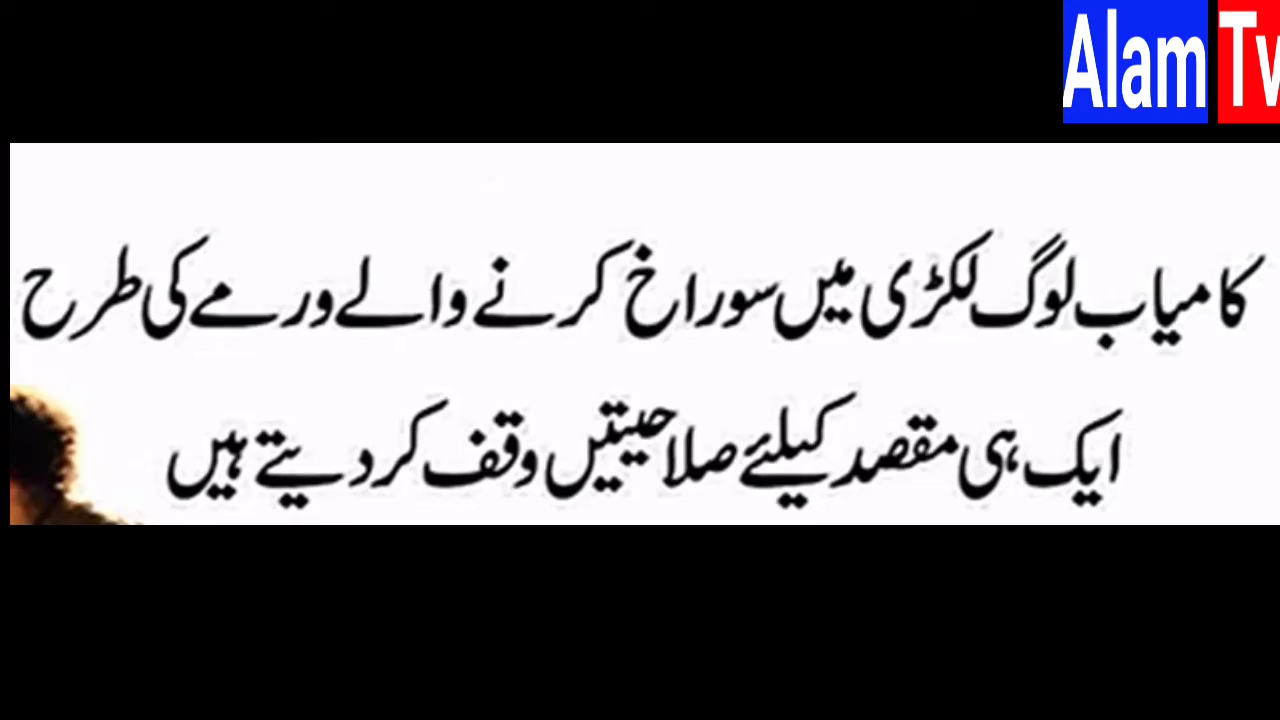 Alam Tv
کامیاب لوگ لکڑی میں سوراخ کرنے والے ورمے کی طرح
ایک ہی مقصد کیلئے صلاحیتیں وقف کر دیتے ہیں